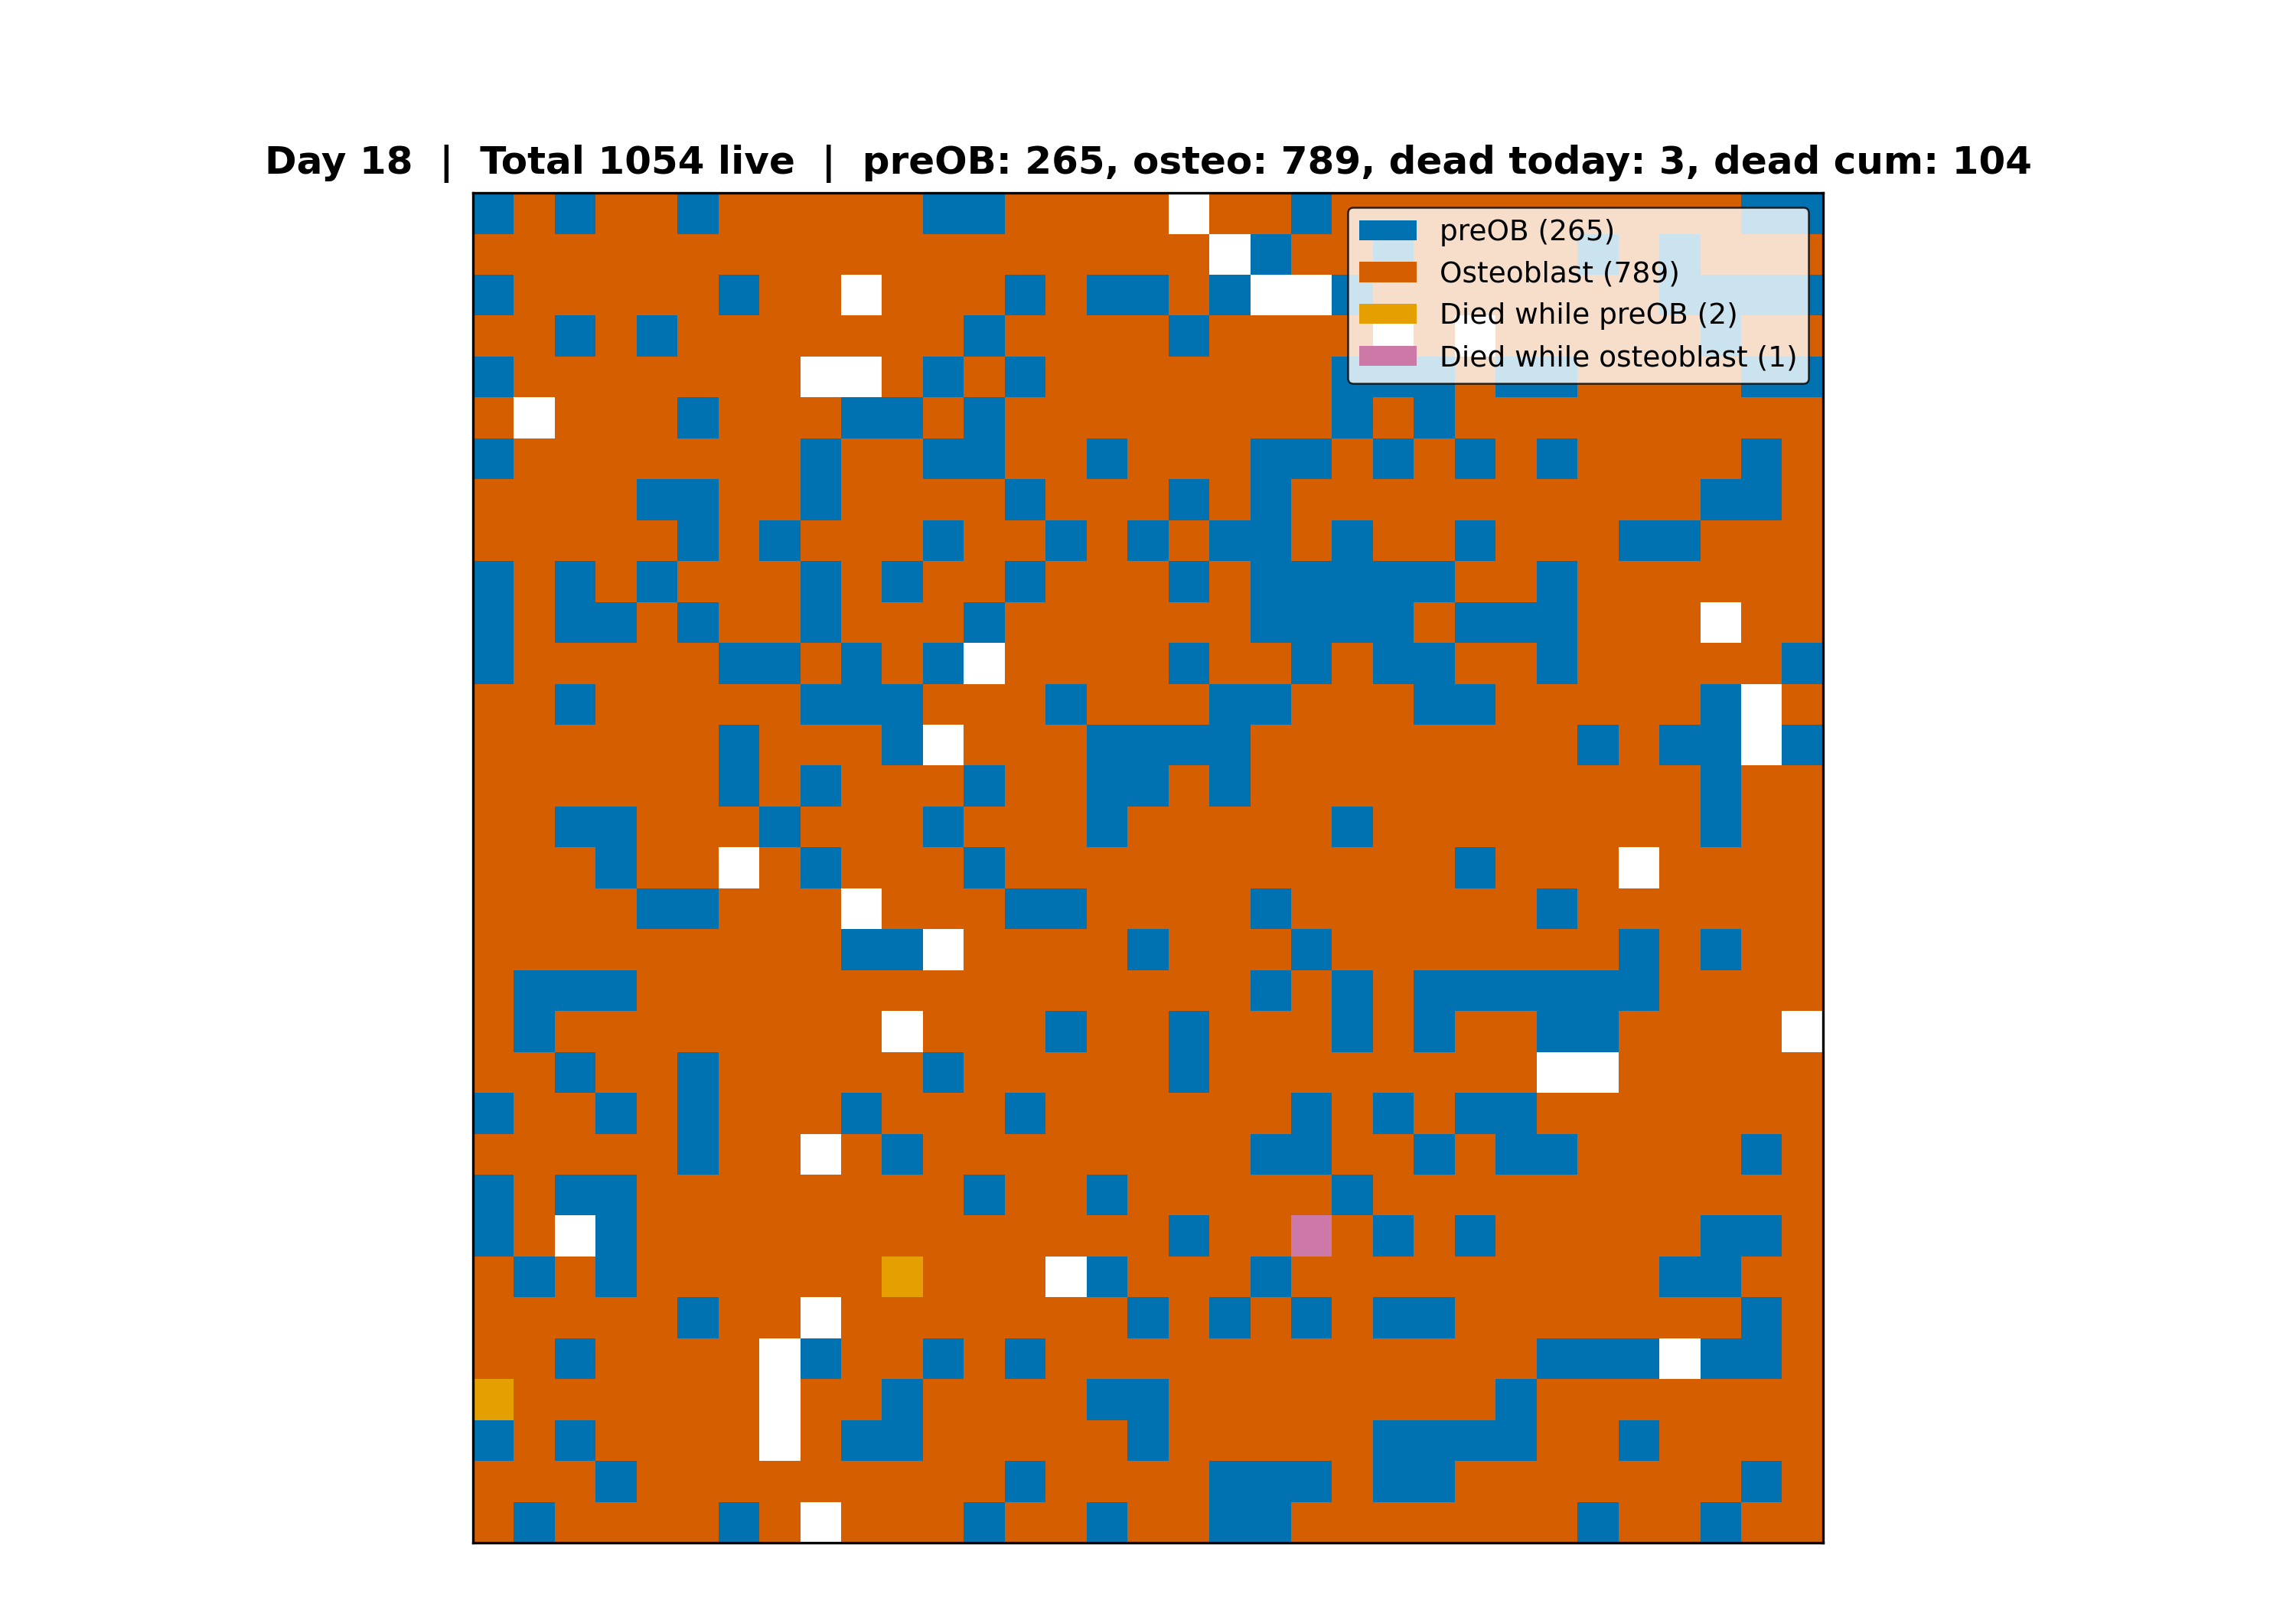 Day 18 | Total 1054 live | preOB: 265, osteo: 789, dead today: 3, dead cum: 104
preOB (265)
Osteoblast (789)
Died while preOB (2)
Died while osteoblast (1)